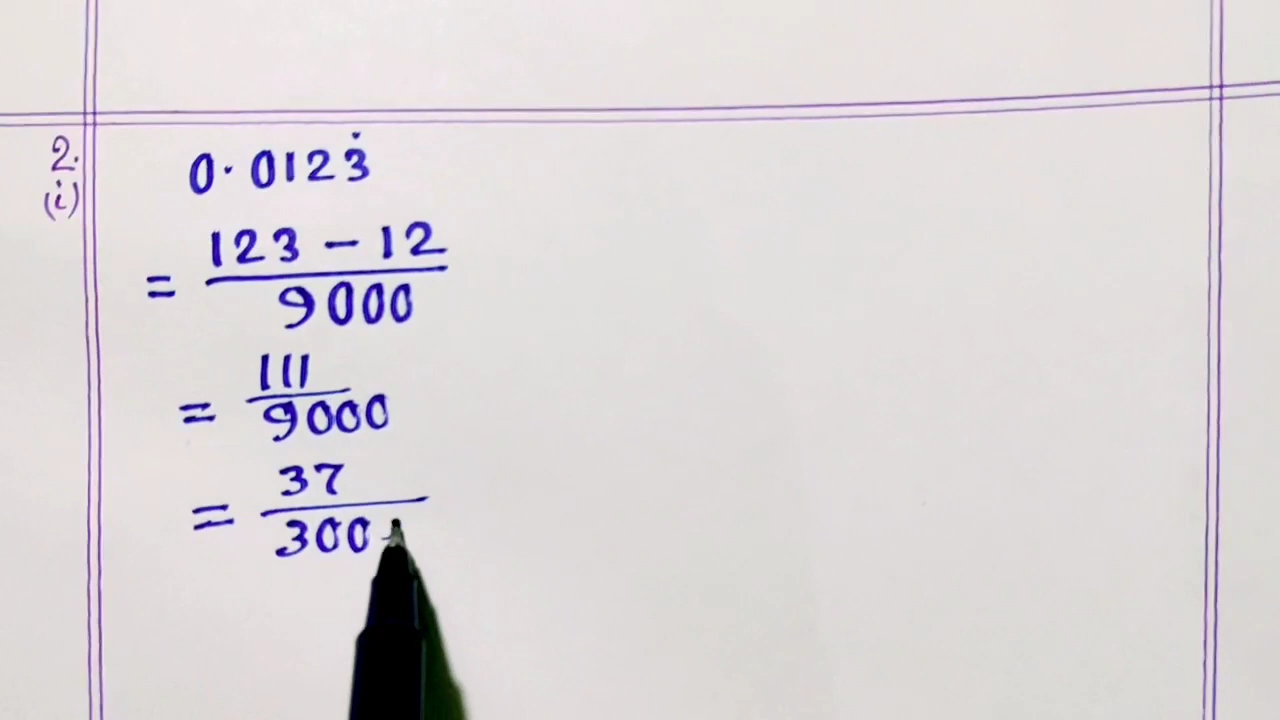 2.
(i)
0.0123̇
= 123 − 12 / 9000
= 111 / 9000
= 37 / 300